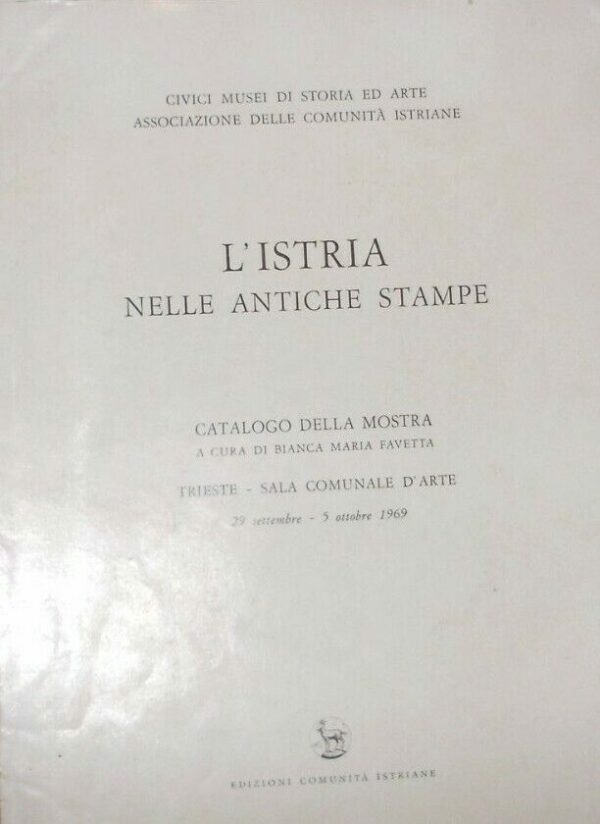 CIVICI MUSEI DI STORIA ED ARTE
ASSOCIAZIONE DELLE COMUNITÀ ISTRIANE
L'ISTRIA
NELLE ANTICHE STAMPE
CATALOGO DELLA MOSTRA
A CURA DI BIANCA MARIA FAVETTA
TRIESTE - SALA COMUNALE D'ARTE
29 settembre - 5 ottobre 1969
EDIZIONI COMUNITÀ ISTRIANE